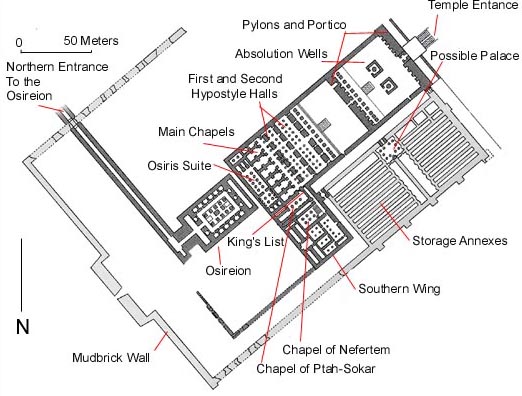 Temple Entance
Pylons and Portico
0 50 Meters
Absolution Wells
Possible Palace
Northern Entrance
To the
Osireion
First and Second
Hypostyle Halls
Main Chapels
Osiris Suite
King's List
Storage Annexes
Osireion
Southern Wing
N
Chapel of Nefertem
Mudbrick Wall
Chapel of Ptah-Sokar